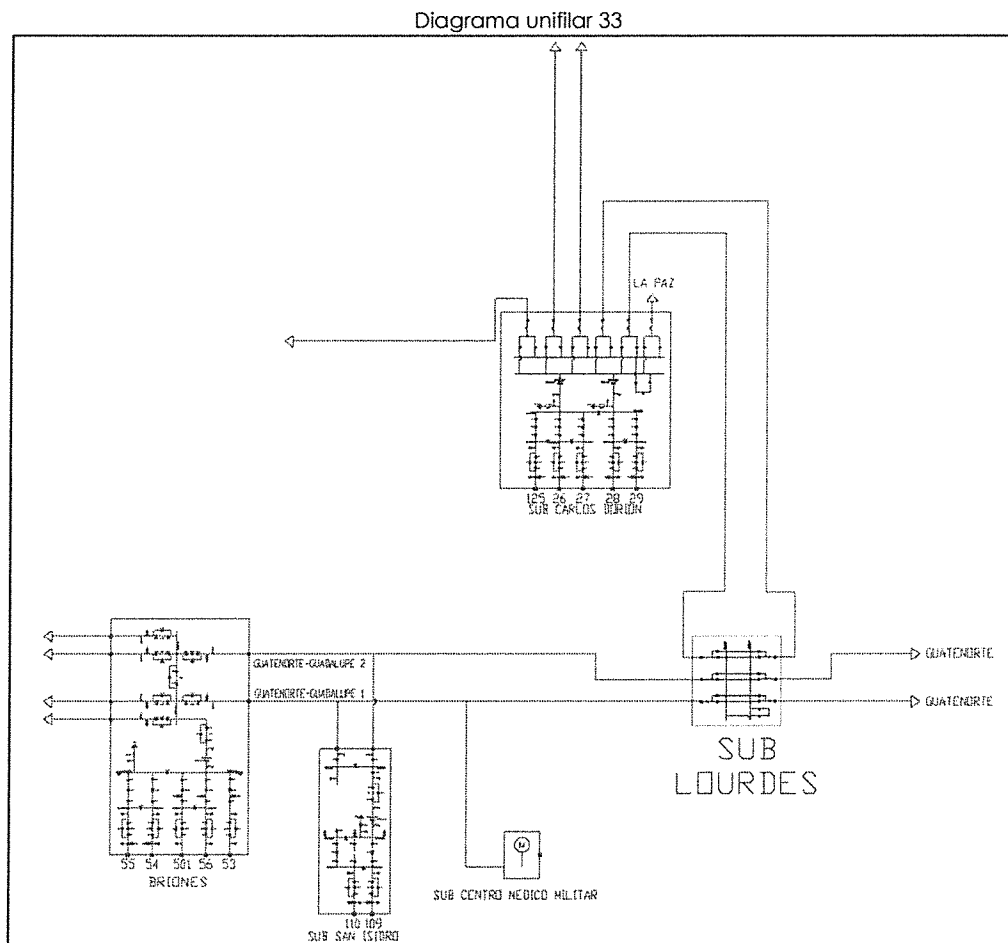 Diagrama unifilar 33
LA PAZ
125 26 27 28 29
SUB CARLOS DORION
GUATENORTE-GUADALUPE 2
GUATENORTE-GUADALUPE 1
GUATENORTE
GUATENORTE
SUB
LOURDES
55 54 501 56 53
BRIONES
110 109
SUB SAN ISIDRO
M
SUB CENTRO MEDICO MILITAR